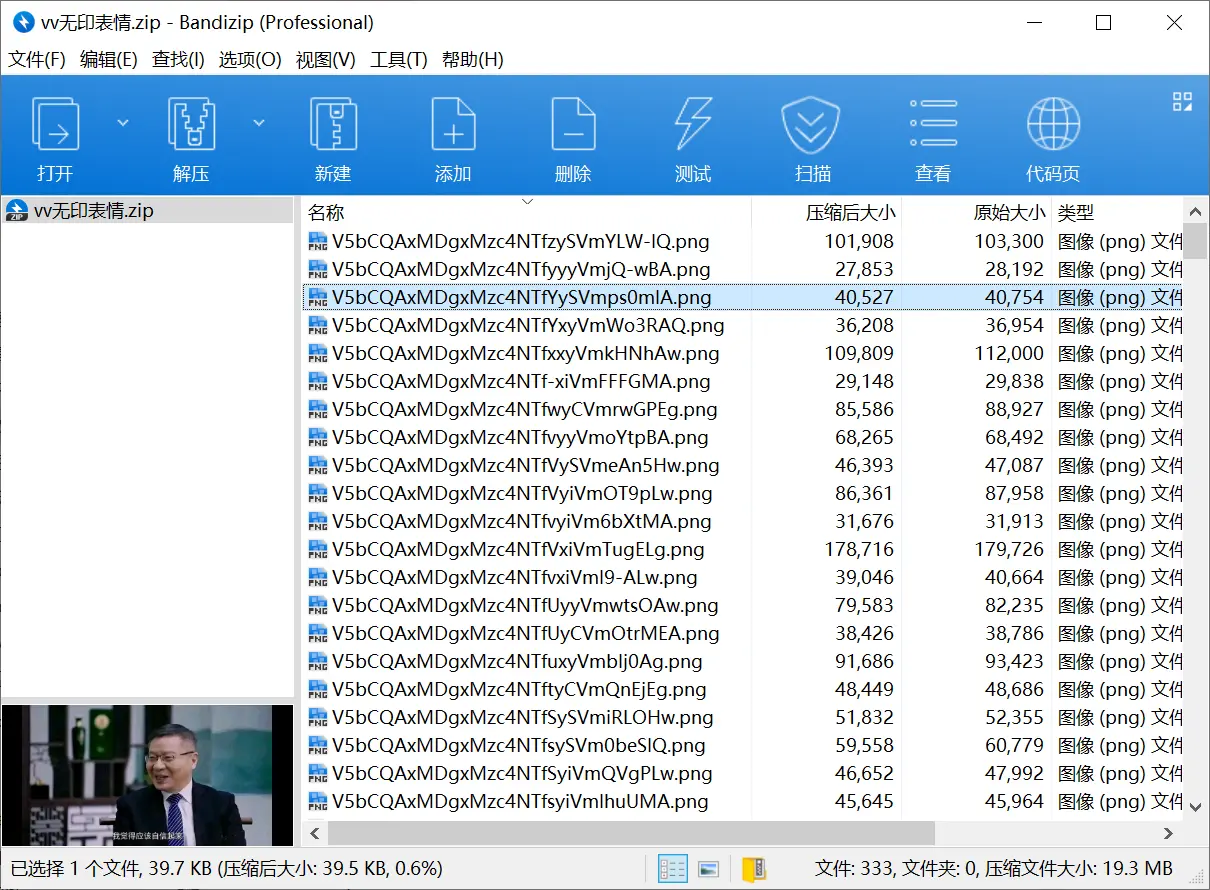 vv无印表情.zip - Bandizip (Professional)
文件(F) 编辑(E) 查找(I) 选项(O) 视图(V) 工具(T) 帮助(H)
打开 解压 新建 添加 删除 测试 扫描 查看 代码页
vv无印表情.zip
名称 压缩后大小 原始大小 类型
V5bCQAxMDgxMzc4NTfzySVmYLW-IQ.png 101,908 103,300 图像 (png) 文件
V5bCQAxMDgxMzc4NTfyyyVmjQ-wBA.png 27,853 28,192 图像 (png) 文件
V5bCQAxMDgxMzc4NTfYySVmps0mIA.png 40,527 40,754 图像 (png) 文件
V5bCQAxMDgxMzc4NTfYxyVmWo3RAQ.png 36,208 36,954 图像 (png) 文件
V5bCQAxMDgxMzc4NTfxxyVmkHNhAw.png 109,809 112,000 图像 (png) 文件
V5bCQAxMDgxMzc4NTf-xiVmFFFGMA.png 29,148 29,838 图像 (png) 文件
V5bCQAxMDgxMzc4NTfwyCVmrwGPEg.png 85,586 88,927 图像 (png) 文件
V5bCQAxMDgxMzc4NTfvyyVmoYtpBA.png 68,265 68,492 图像 (png) 文件
V5bCQAxMDgxMzc4NTfVySVmeAn5Hw.png 46,393 47,087 图像 (png) 文件
V5bCQAxMDgxMzc4NTfVyiVmOT9pLw.png 86,361 87,958 图像 (png) 文件
V5bCQAxMDgxMzc4NTfvyiVm6bXtMA.png 31,676 31,913 图像 (png) 文件
V5bCQAxMDgxMzc4NTfVxiVmTugELg.png 178,716 179,726 图像 (png) 文件
V5bCQAxMDgxMzc4NTfvxiVmI9-ALw.png 39,046 40,664 图像 (png) 文件
V5bCQAxMDgxMzc4NTfUyyVmwtsOAw.png 79,583 82,235 图像 (png) 文件
V5bCQAxMDgxMzc4NTfUyCVmOtrMEA.png 38,426 38,786 图像 (png) 文件
V5bCQAxMDgxMzc4NTfuxyVmblj0Ag.png 91,686 93,423 图像 (png) 文件
V5bCQAxMDgxMzc4NTftyCVmQnEjEg.png 48,449 48,686 图像 (png) 文件
V5bCQAxMDgxMzc4NTfSySVmiRLOHw.png 51,832 52,355 图像 (png) 文件
V5bCQAxMDgxMzc4NTfsySVm0beSIQ.png 59,558 60,779 图像 (png) 文件
V5bCQAxMDgxMzc4NTfSyiVmQVgPLw.png 46,652 47,992 图像 (png) 文件
V5bCQAxMDgxMzc4NTfsyiVmlhuUMA.png 45,645 45,964 图像 (png) 文件
我觉得应该自信起来
已选择 1 个文件, 39.7 KB (压缩后大小: 39.5 KB, 0.6%) 文件: 333, 文件夹: 0, 压缩文件大小: 19.3 MB